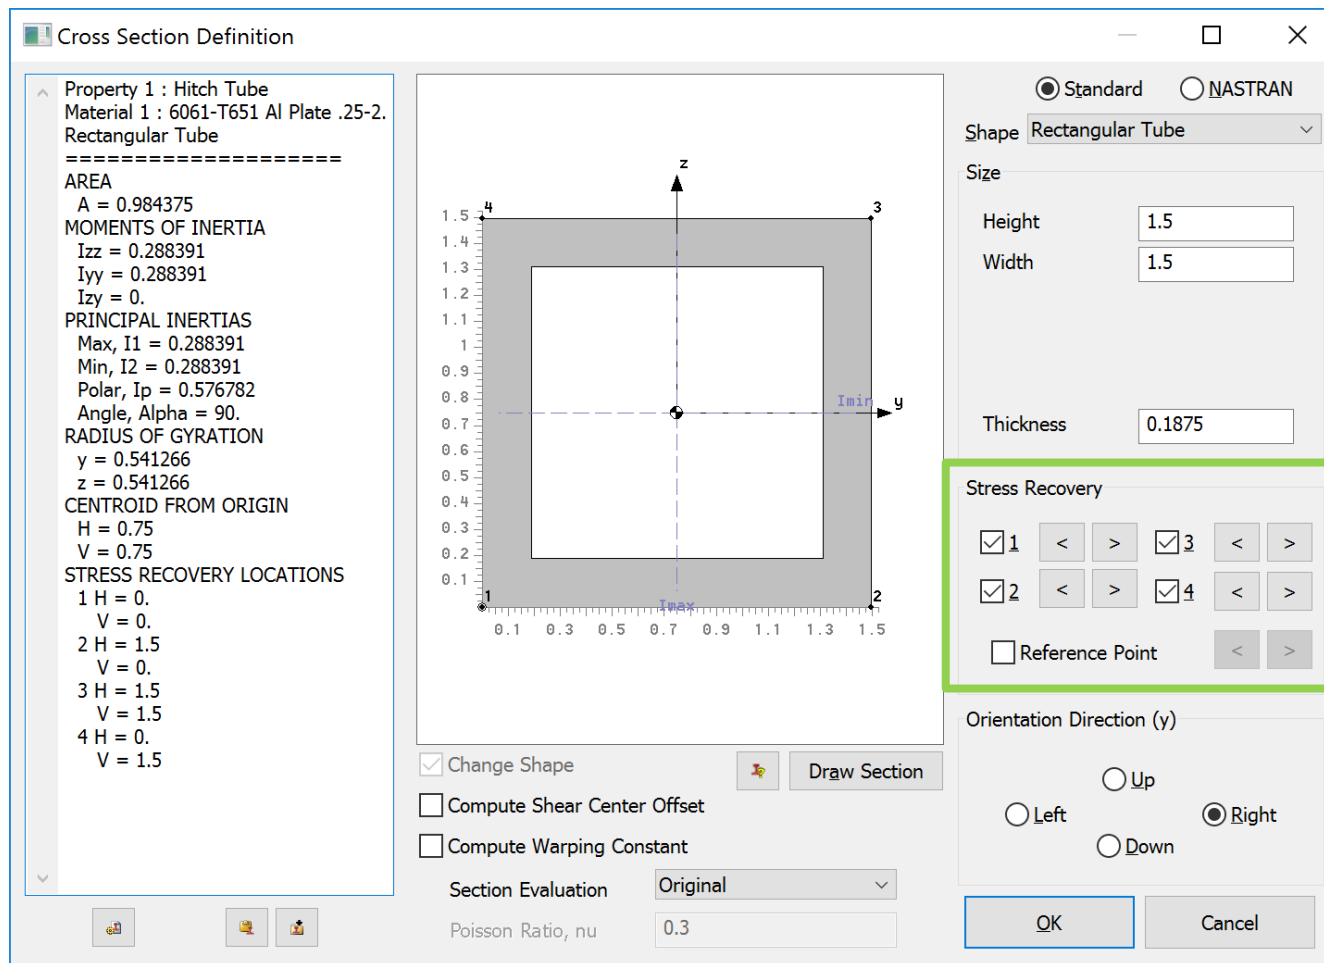 Cross Section Definition
Property 1 : Hitch Tube
Material 1 : 6061-T651 Al Plate .25-2.
Rectangular Tube
====================
AREA
A = 0.984375
MOMENTS OF INERTIA
Izz = 0.288391
Iyy = 0.288391
Izy = 0.
PRINCIPAL INERTIAS
Max, I1 = 0.288391
Min, I2 = 0.288391
Polar, Ip = 0.576782
Angle, Alpha = 90.
RADIUS OF GYRATION
y = 0.541266
z = 0.541266
CENTROID FROM ORIGIN
H = 0.75
V = 0.75
STRESS RECOVERY LOCATIONS
1 H = 0.
V = 0.
2 H = 1.5
V = 0.
3 H = 1.5
V = 1.5
4 H = 0.
V = 1.5
z
4 3
1.5
1.4
1.3
1.2
1.1
1
0.9
0.8
0.7
0.6
0.5
0.4
0.3
0.2
0.1
Imin y
1 Imax 2
0.1 0.3 0.5 0.7 0.9 1.1 1.3 1.5
Change Shape
Draw Section
Compute Shear Center Offset
Compute Warping Constant
Section Evaluation Original
Poisson Ratio, nu 0.3
Standard NASTRAN
Shape Rectangular Tube
Size
Height 1.5
Width 1.5
Thickness 0.1875
Stress Recovery
1 < > 3 < >
2 < > 4 < >
Reference Point < >
Orientation Direction (y)
Up
Left Right
Down
OK Cancel